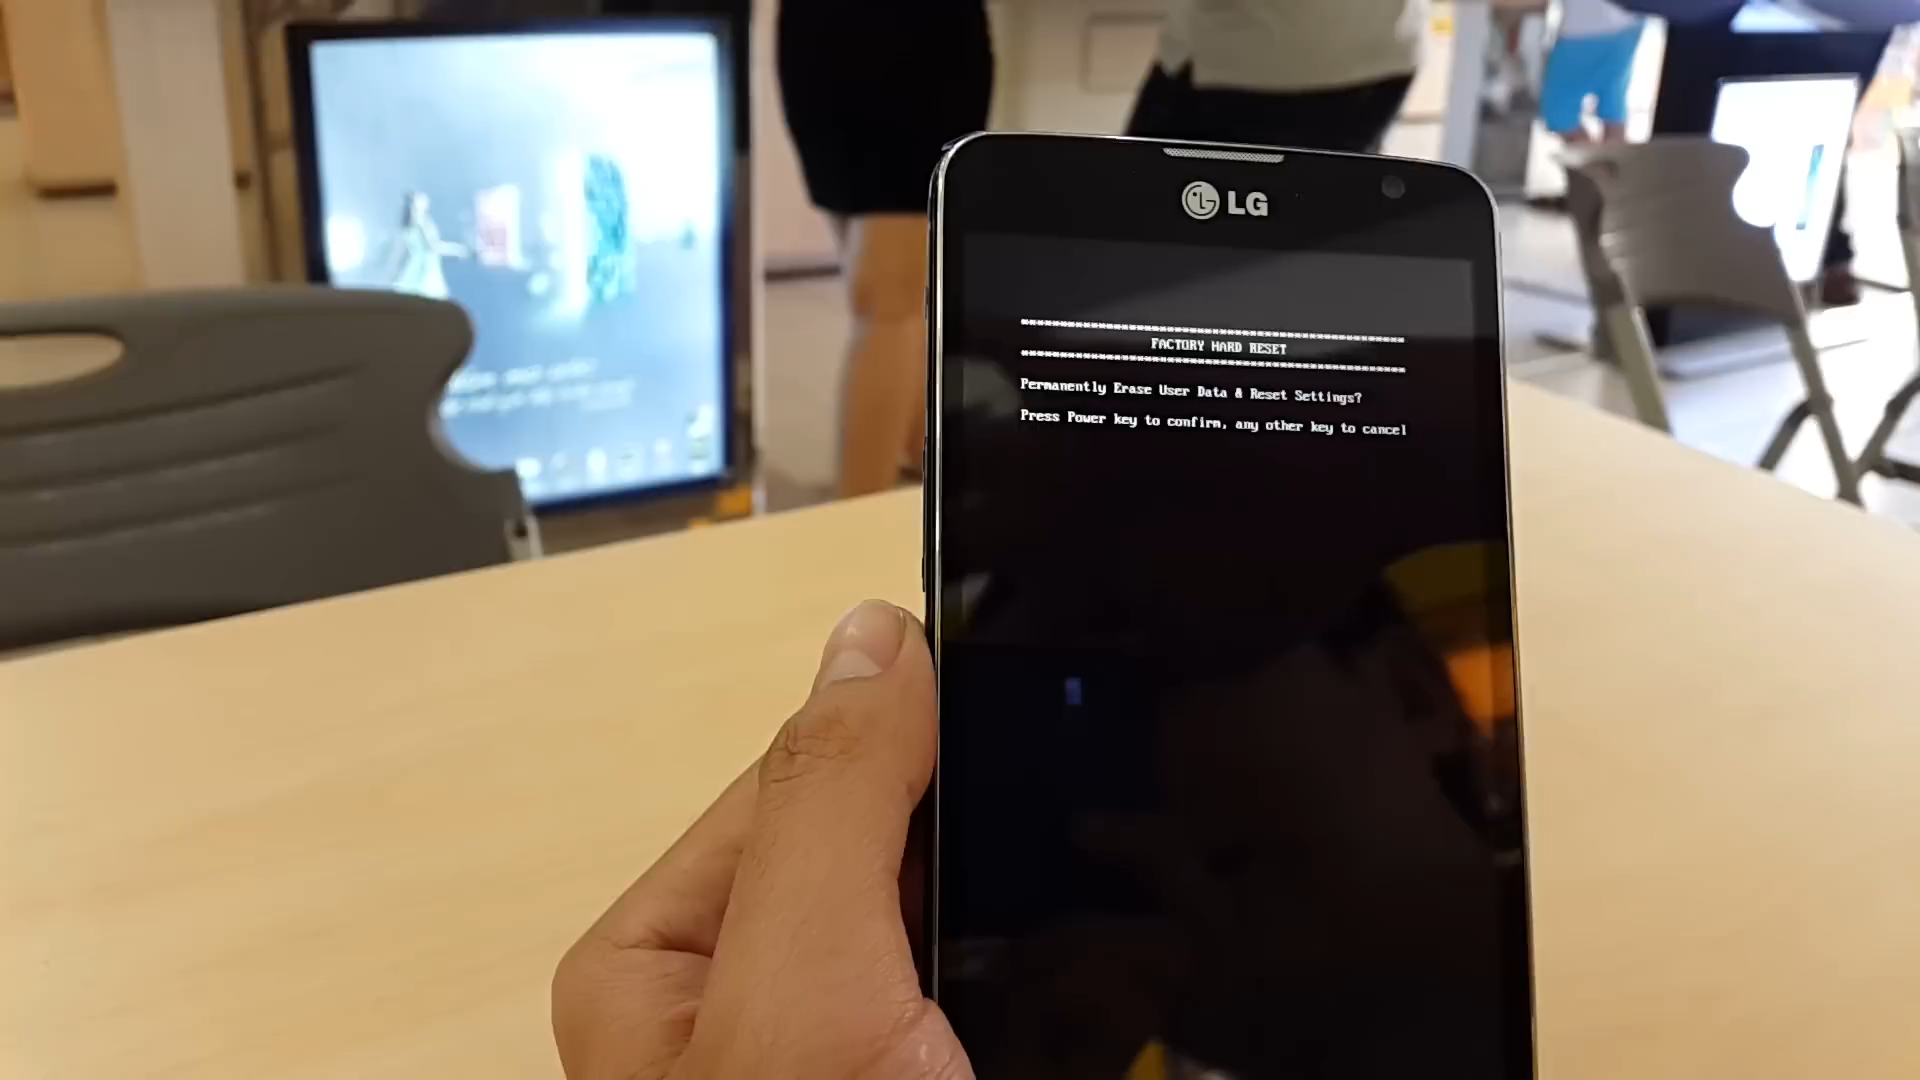 LG
*************************************************
FACTORY HARD RESET
*************************************************
Permanently Erase User Data & Reset Settings?
Press Power key to confirm, any other key to cancel